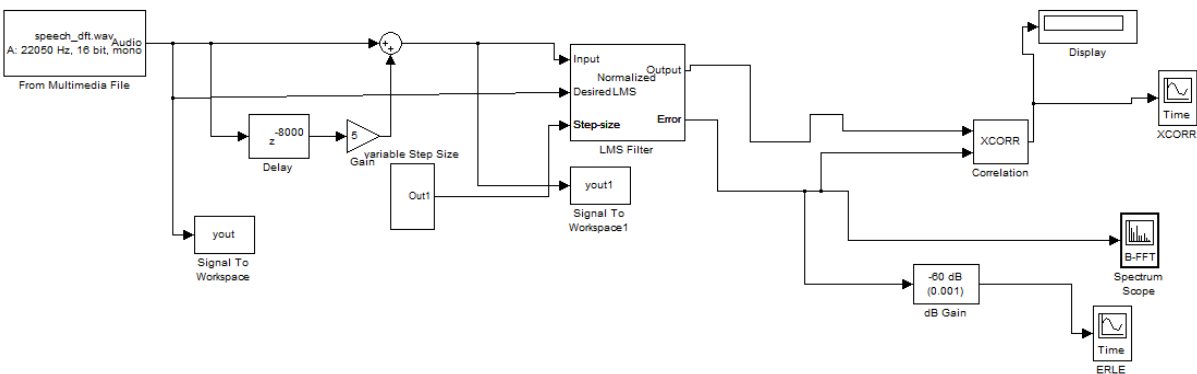 speech_dft.wav
Audio
A: 22050 Hz, 16 bit, mono
From Multimedia File
+
+
Display
Input
Normalized
Output
Desired
LMS
Step-size
Error
LMS Filter
Time
XCORR
z
-8000
Delay
5
Gain
variable Step Size
Out1
XCORR
Correlation
yout1
Signal To
Workspace1
yout
Signal To
Workspace
B-FFT
Spectrum
Scope
-60 dB
(0.001)
dB Gain
Time
ERLE